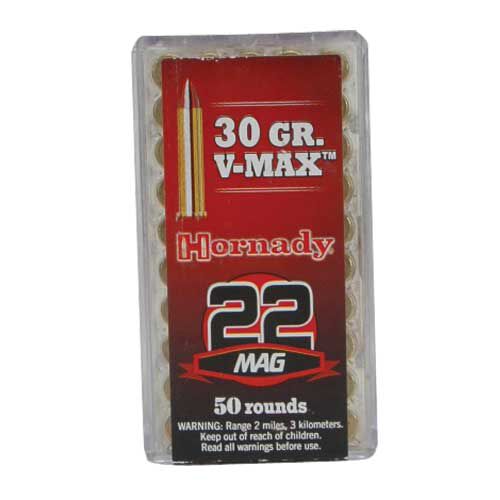 30 GR.
V-MAX™
Hornady®
22
MAG
50 rounds
WARNING: Range 2 miles, 3 kilometers.
Keep out of reach of children.
Read all warnings before use.